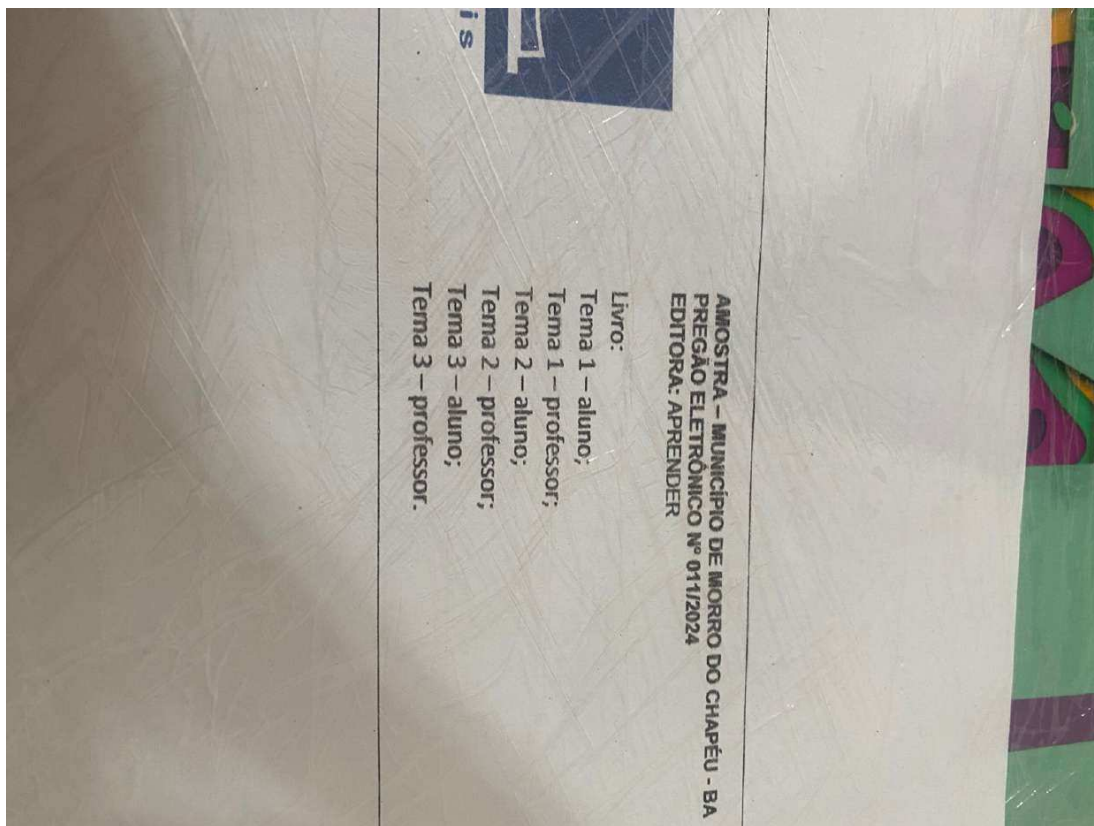 is
AMOSTRA – MUNICÍPIO DE MORRO DO CHAPÉU - BA
PREGÃO ELETRÔNICO Nº 011/2024
EDITORA: APRENDER
Livro:
Tema 1 – aluno;
Tema 1 – professor;
Tema 2 – aluno;
Tema 2 – professor;
Tema 3 – aluno;
Tema 3 – professor.